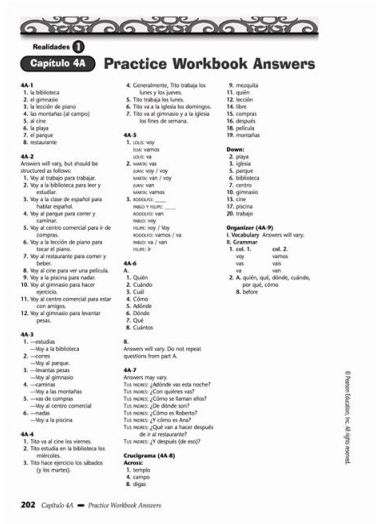 Realidades 1
Capítulo 4A
Practice Workbook Answers
4A-1
1. la biblioteca
2. el gimnasio
3. la lección de piano
4. las montañas (al campo)
5. al cine
6. la playa
7. el parque
8. restaurante
4A-2
Answers will vary, but should be
structured as follows:
1. Voy al trabajo para trabajar.
2. Voy a la biblioteca para leer y
estudiar.
3. Voy a la clase de español para
hablar español.
4. Voy al parque para correr y
caminar.
5. Voy al centro comercial para ir de
compras.
6. Voy a la lección de piano para
tocar el piano.
7. Voy al restaurante para comer y
beber.
8. Voy al cine para ver una película.
9. Voy a la piscina para nadar.
10. Voy al gimnasio para hacer
ejercicio.
11. Voy al centro comercial para estar
con amigos.
12. Voy al gimnasio para levantar
pesas.
4A-3
1. —estudias
—Voy a la biblioteca
2. —corres
—Voy al parque.
3. —levantas pesas
—Voy al gimnasio
4. —caminas
—Voy a las montañas
5. —vas de compras
—Voy al centro comercial
6. —nadas
—Voy a la piscina
4A-4
1. Tito va al cine los viernes.
2. Tito estudia en la biblioteca los
miércoles.
3. Tito hace ejercicio los sábados
(y los martes).
4. Generalmente, Tito trabaja los
lunes y los jueves.
5. Tito trabaja los lunes.
6. Tito va a la iglesia los domingos.
7. Tito va al gimnasio y a la iglesia
los fines de semana.
4A-5
1. LOLIS: voy
ELIA: vamos
LOLIS: va
2. MARTA: vas
JUAN: voy / voy
MARTA: van / voy
JUAN: van
MARTA: vamos
3. RODOLFO: ____
PABLO Y FELIPE: ____
RODOLFO: van
PABLO: voy
FELIPE: voy / Voy
RODOLFO: vamos / va
PABLO: va / van
FELIPE: ir
4A-6
A.
1. Quién
2. Cuándo
3. Cuál
4. Cómo
5. Adónde
6. Dónde
7. Qué
8. Cuántos
B.
Answers will vary. Do not repeat
questions from part A.
4A-7
Answers may vary.
TUS PADRES: ¿Adónde vas esta noche?
TUS PADRES: ¿Con quiénes vas?
TUS PADRES: ¿Cómo se llaman ellos?
TUS PADRES: ¿De dónde son?
TUS PADRES: ¿Cómo es Roberto?
TUS PADRES: ¿Y cómo es Ana?
TUS PADRES: ¿Qué van a hacer después
de ir al restaurante?
TUS PADRES: ¿Y después (de eso)?
Crucigrama (4A-8)
Across:
1. templo
4. campo
8. digas
9. mezquita
11. quién
12. lección
14. libre
15. compras
16. después
18. película
19. montañas
Down:
2. playa
3. iglesia
5. parque
6. biblioteca
7. centro
10. gimnasio
13. cine
17. piscina
20. trabajo
Organizer (4A-9)
I. Vocabulary Answers will vary.
II. Grammar
1. col. 1. col. 2.
voy vamos
vas vais
va van
2. A. quién, qué, dónde, cuándo,
por qué, cómo
B. before
© Pearson Education, Inc. All rights reserved.
202 Capítulo 4A — Practice Workbook Answers